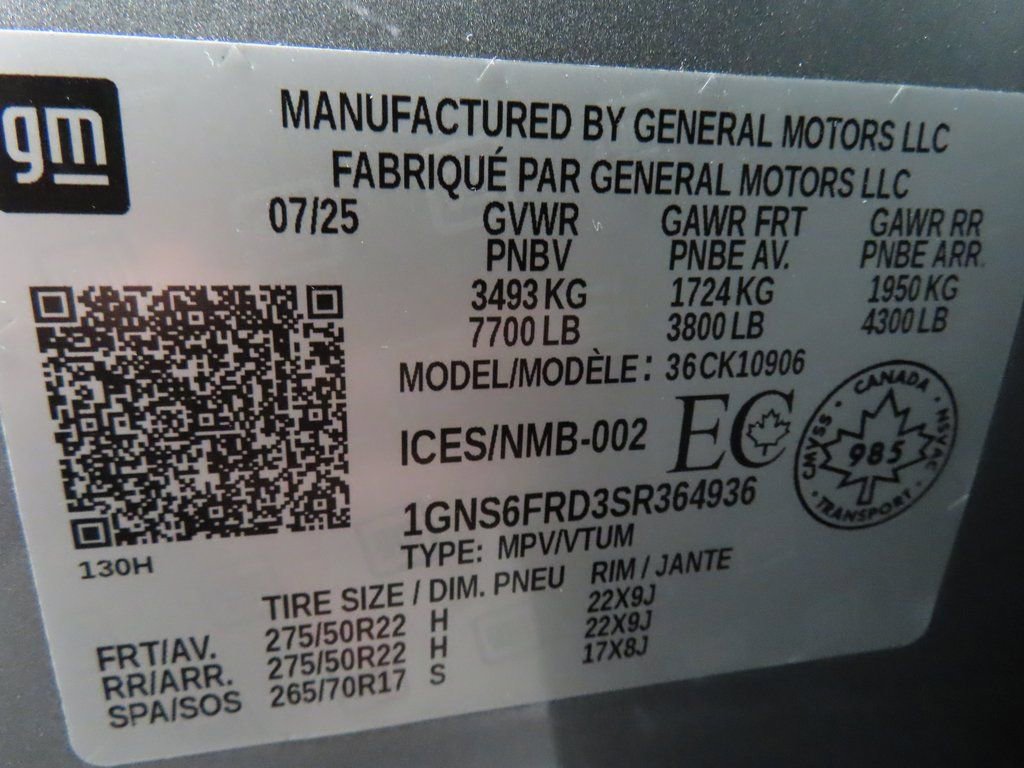 gm
MANUFACTURED BY GENERAL MOTORS LLC
FABRIQUÉ PAR GENERAL MOTORS LLC
07/25 GVWR GAWR FRT GAWR RR
PNBV PNBE AV. PNBE ARR.
3493 KG 1724 KG 1950 KG
7700 LB 3800 LB 4300 LB
MODEL/MODÈLE: 36CK10906
ICES/NMB-002 EC
CANADA
CMVSS 985 NSVAC
TRANSPORT
1GNS6FRD3SR364936
TYPE: MPV/VTUM
130H
TIRE SIZE / DIM. PNEU RIM / JANTE
FRT/AV. 275/50R22 H 22X9J
RR/ARR. 275/50R22 H 22X9J
SPA/SOS 265/70R17 S 17X8J